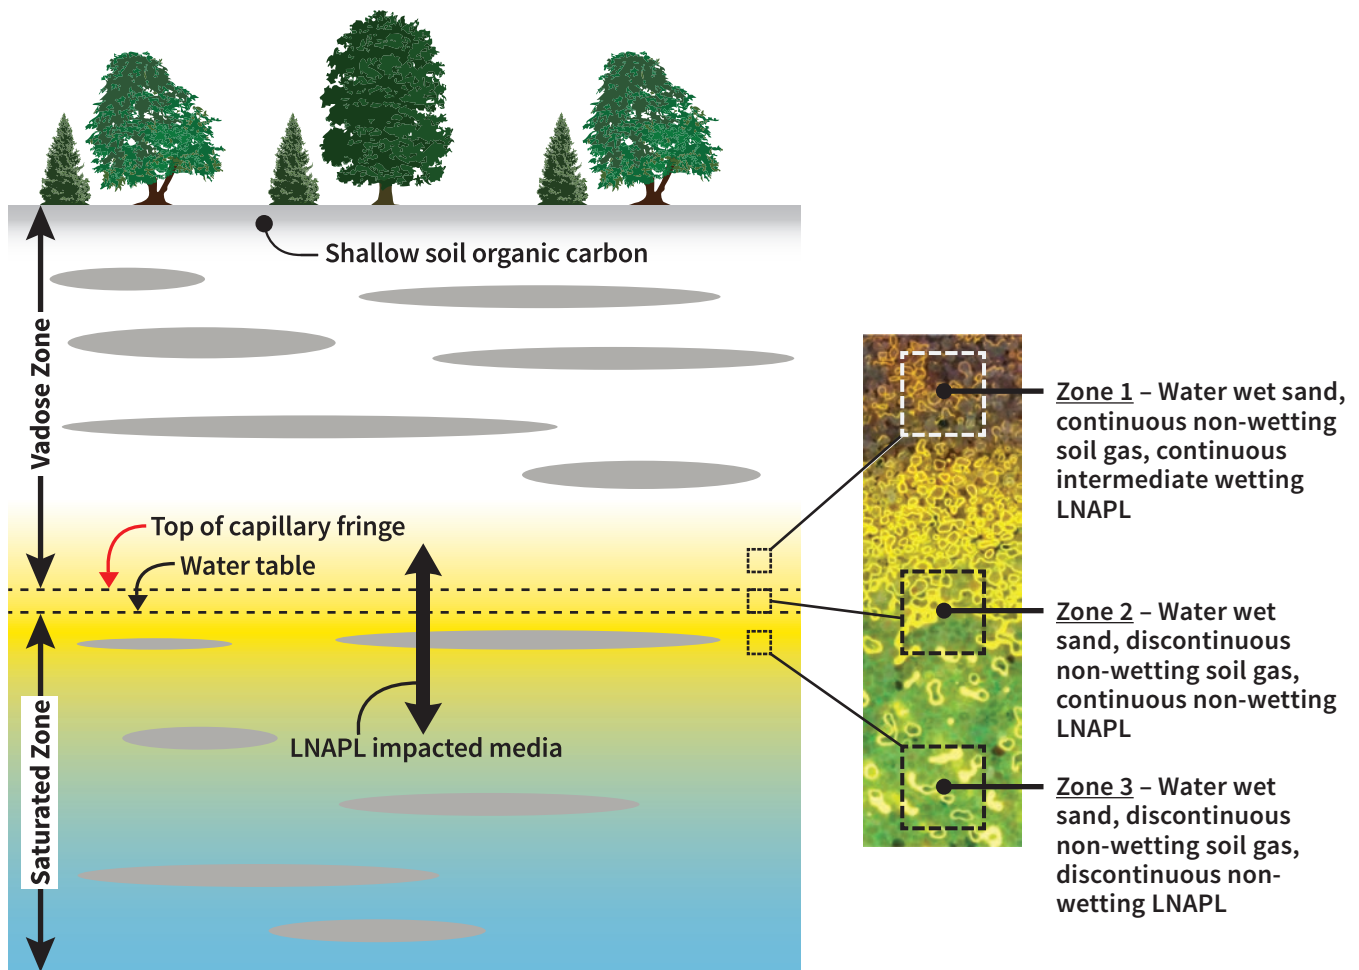 Shallow soil organic carbon
Vadose Zone
Top of capillary fringe
Water table
LNAPL impacted media
Saturated Zone
Zone 1 – Water wet sand,
continuous non-wetting
soil gas, continuous
intermediate wetting
LNAPL
Zone 2 – Water wet
sand, discontinuous
non-wetting soil gas,
continuous non-wetting
LNAPL
Zone 3 – Water wet
sand, discontinuous
non-wetting soil gas,
discontinuous non-
wetting LNAPL